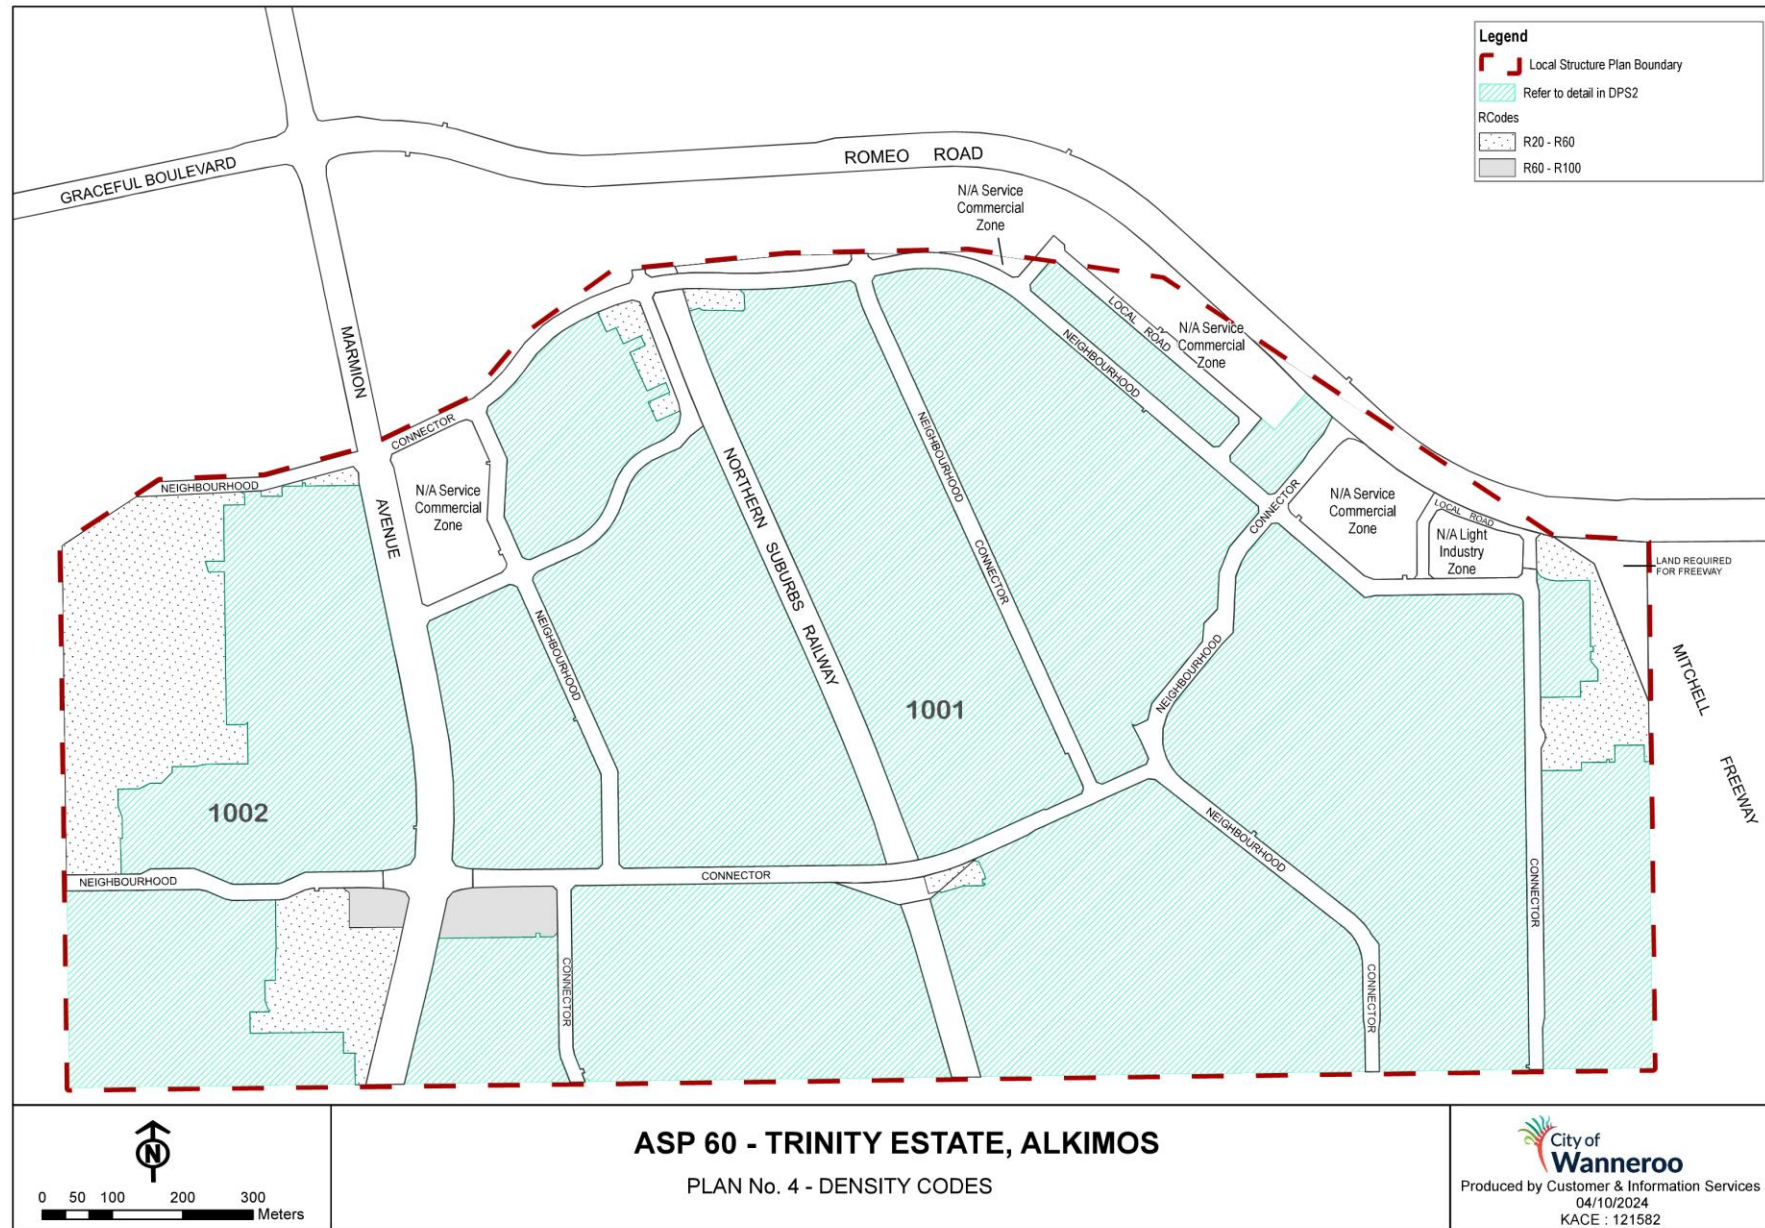 Legend
Local Structure Plan Boundary
Refer to detail in DPS2
RCodes
R20 - R60
R60 - R100
GRACEFUL BOULEVARD
ROMEO ROAD
N/A Service
Commercial
Zone
MARMION
AVENUE
LOCAL ROAD
N/A Service
Commercial
Zone
NEIGHBOURHOOD
CONNECTOR
NEIGHBOURHOOD
CONNECTOR
NEIGHBOURHOOD
CONNECTOR
N/A Service
Commercial
Zone
NORTHERN SUBURBS RAILWAY
N/A Service
Commercial
Zone
LOCAL ROAD
N/A Light
Industry
Zone
LAND REQUIRED
FOR FREEWAY
NEIGHBOURHOOD
NEIGHBOURHOOD
MITCHELL
FREEWAY
1001
1002
NEIGHBOURHOOD
CONNECTOR
NEIGHBOURHOOD
CONNECTOR
CONNECTOR
CONNECTOR
ASP 60 - TRINITY ESTATE, ALKIMOS
PLAN No. 4 - DENSITY CODES
N
0 50 100 200 300
Meters
City of
Wanneroo
Produced by Customer & Information Services
04/10/2024
KACE : 121582